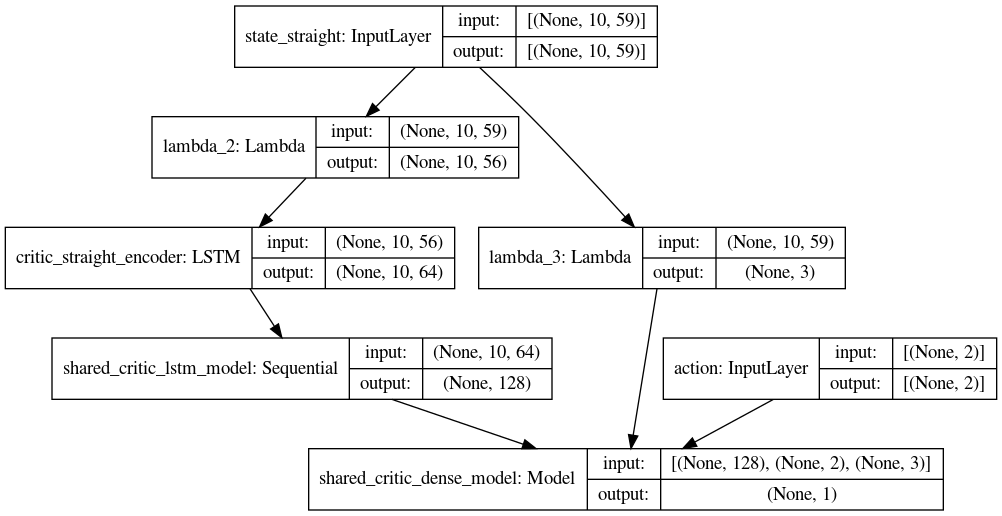 state_straight: InputLayer
input: [(None, 10, 59)]
output: [(None, 10, 59)]
lambda_2: Lambda
input: (None, 10, 59)
output: (None, 10, 56)
critic_straight_encoder: LSTM
input: (None, 10, 56)
output: (None, 10, 64)
lambda_3: Lambda
input: (None, 10, 59)
output: (None, 3)
shared_critic_lstm_model: Sequential
input: (None, 10, 64)
output: (None, 128)
action: InputLayer
input: [(None, 2)]
output: [(None, 2)]
shared_critic_dense_model: Model
input: [(None, 128), (None, 2), (None, 3)]
output: (None, 1)